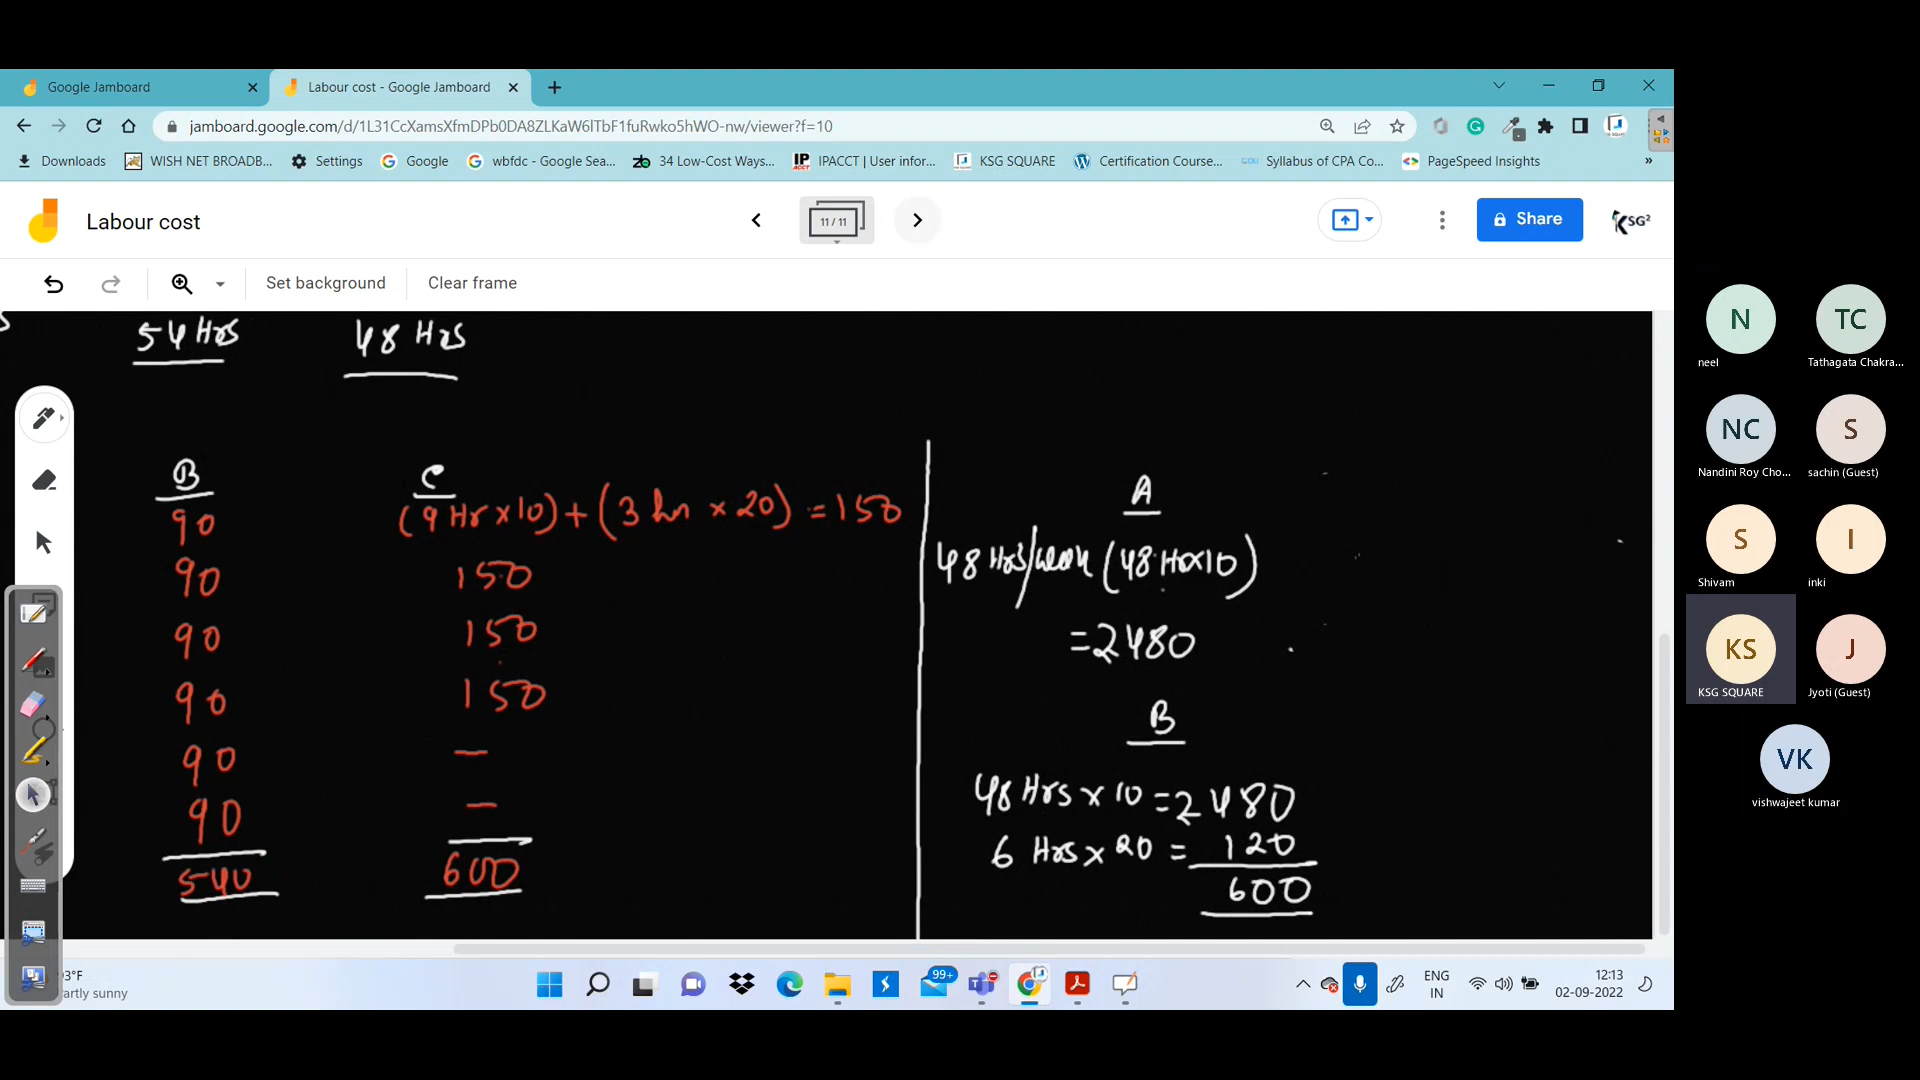 Google Jamboard
Labour cost - Google Jamboard
jamboard.google.com/d/1L31CcXamsXfmDPb0DA8ZLKaW6lTbF1fuRwko5hWO-nw/viewer?f=10
Downloads WISH NET BROADB... Settings Google wbfdc - Google Sea... 34 Low-Cost Ways... IPACCT | User infor... KSG SQUARE Certification Course... Syllabus of CPA Co... PageSpeed Insights »
Labour cost
11 / 11
Share
KSG²
Set background
Clear frame
54 Hrs 48 Hrs
B
90
90
90
90
90
90
540
C
(9 Hr x 10) + (3 hr x 20) = 150
150
150
150
—
—
600
A
48 Hrs/week (48 Hr x 10)
= 2480
B
48 Hrs x 10 = 2480
6 Hrs x 20 = 120
600
N
neel
TC
Tathagata Chakra...
NC
Nandini Roy Cho...
S
sachin (Guest)
S
Shivam
I
inki
KS
KSG SQUARE
J
Jyoti (Guest)
VK
vishwajeet kumar
93°F
artly sunny
99+
ENG
IN
12:13
02-09-2022